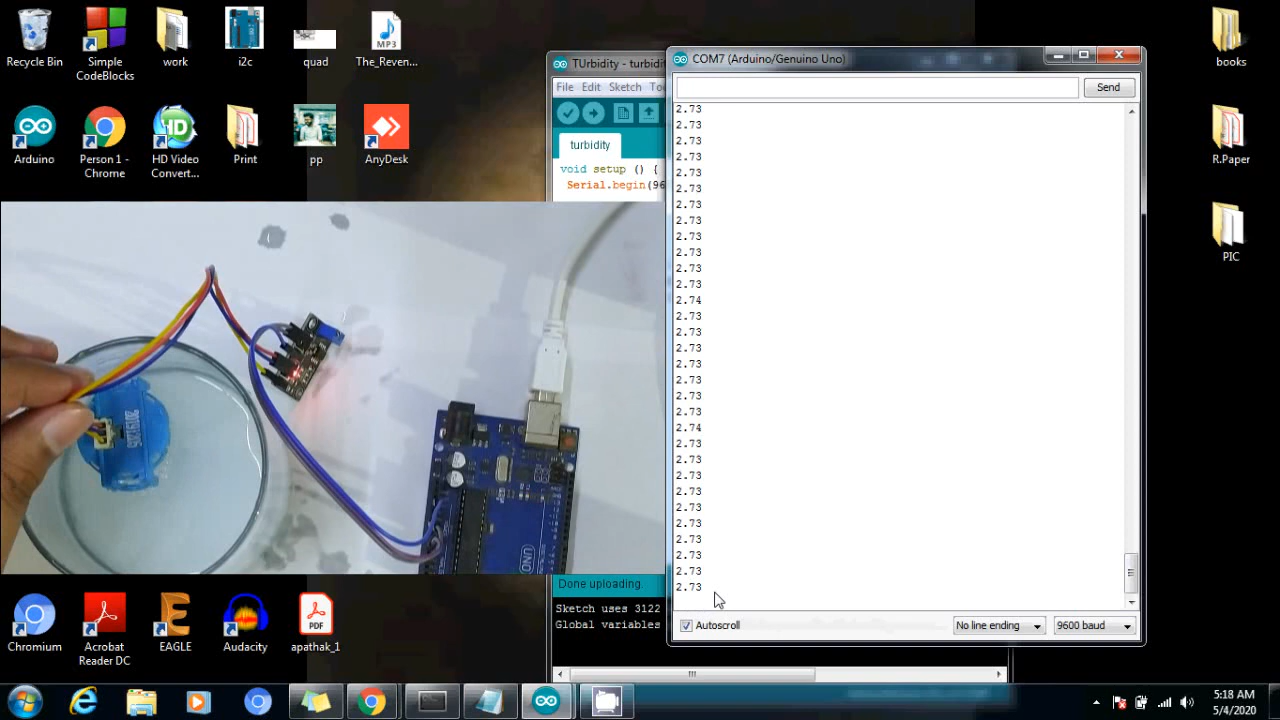 Recycle Bin
Simple
CodeBlocks
work
i2c
quad
MP3
The_Reven...
books
Arduino
Person 1 -
Chrome
HD
HD Video
Convert...
Print
pp
AnyDesk
R.Paper
PIC
TUrbidity - turbidit
File Edit Sketch To
turbidity
void setup () {
Serial.begin(96
COM7 (Arduino/Genuino Uno)
Send
2.73
2.73
2.73
2.73
2.73
2.73
2.73
2.73
2.73
2.73
2.73
2.73
2.74
2.73
2.73
2.73
2.73
2.73
2.73
2.73
2.74
2.73
2.73
2.73
2.73
2.73
2.73
2.73
2.73
2.73
2.73
Autoscroll
No line ending
9600 baud
UNO
Done uploading.
Sketch uses 3122
Global variables
Chromium
Acrobat
Reader DC
EAGLE
Audacity
PDF
apathak_1
5:18 AM
5/4/2020